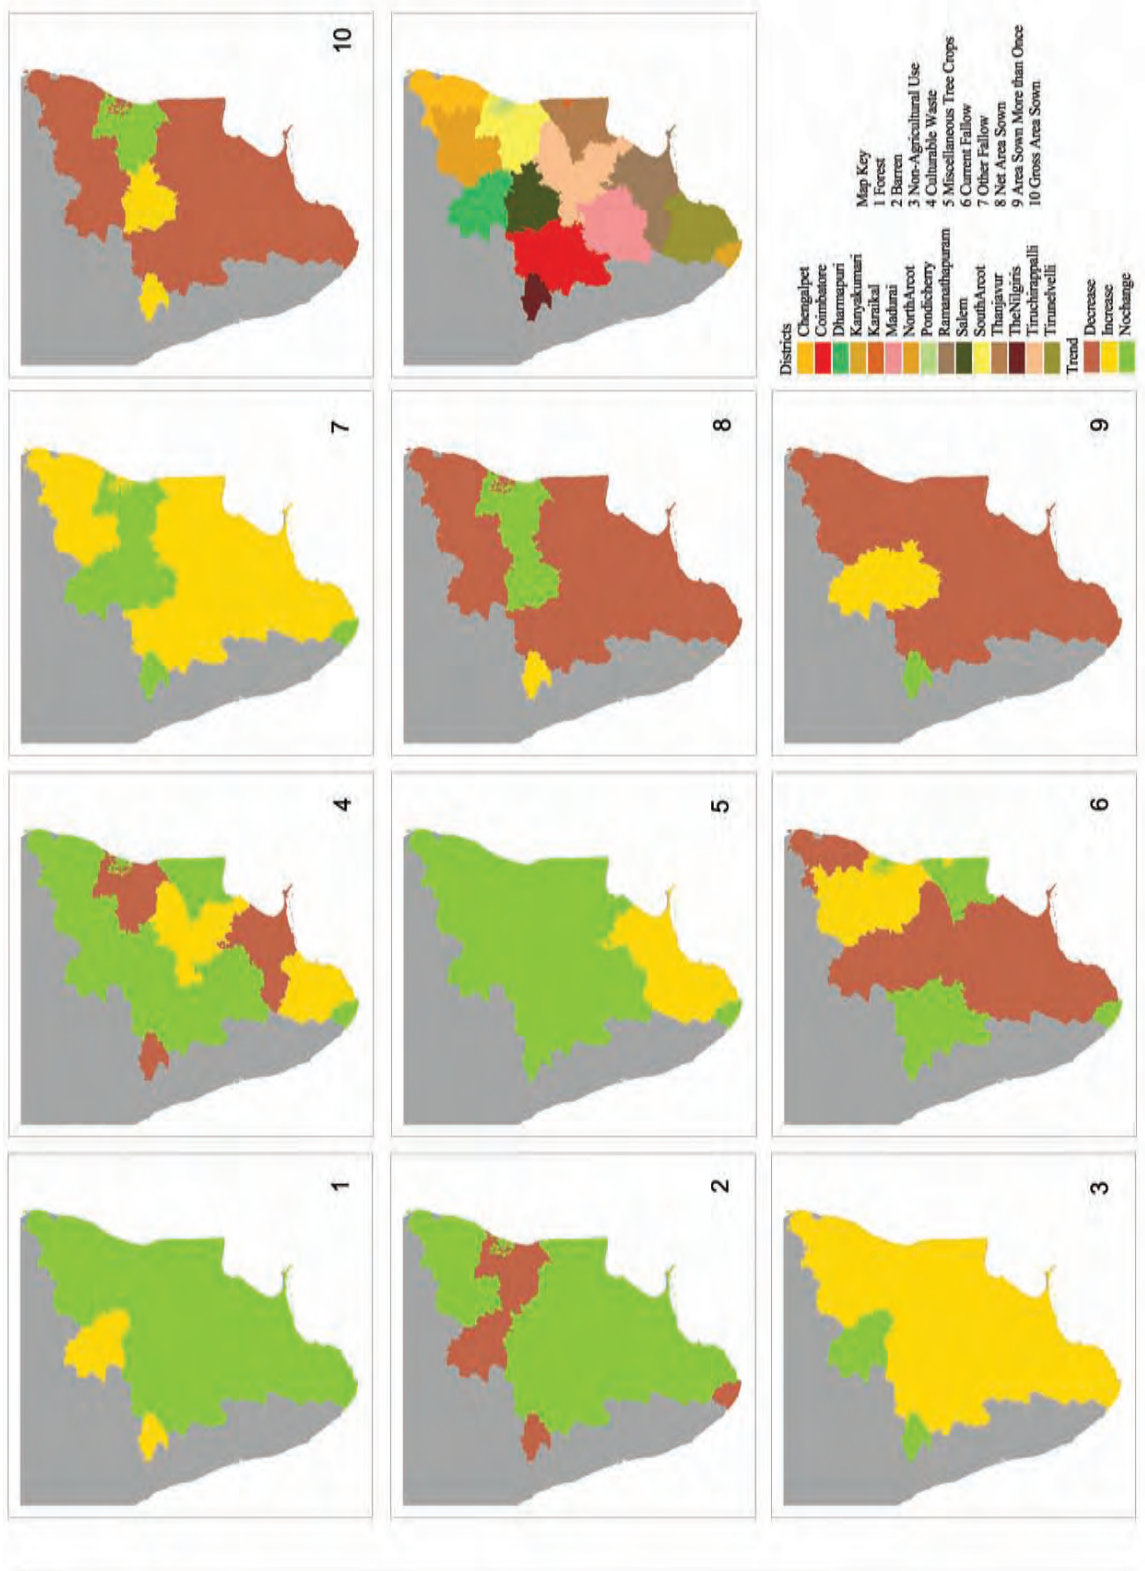 1
2
3
4
5
6
7
8
9
10
Districts
Chengalpet
Coimbatore
Dharmapuri
Kanyakumari
Karaikal
Madurai
NorthArcot
Pondicherry
Ramanathapuram
Salem
SouthArcot
Thanjavur
TheNilgiris
Tiruchirappalli
Tirunelvelli
Trend
Decrease
Increase
Nochange
Map Key
1 Forest
2 Barren
3 Non-Agricultural Use
4 Culturable Waste
5 Miscellaneous Tree Crops
6 Current Fallow
7 Other Fallow
8 Net Area Sown
9 Area Sown More than Once
10 Gross Area Sown